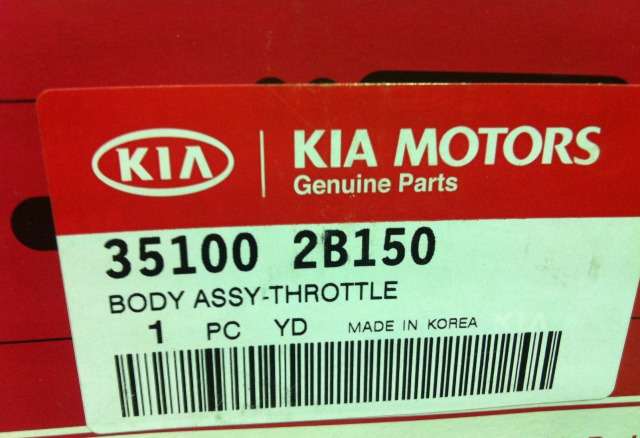 KIA
KIA MOTORS
Genuine Parts
35100 2B150
BODY ASSY-THROTTLE
1 PC YD MADE IN KOREA